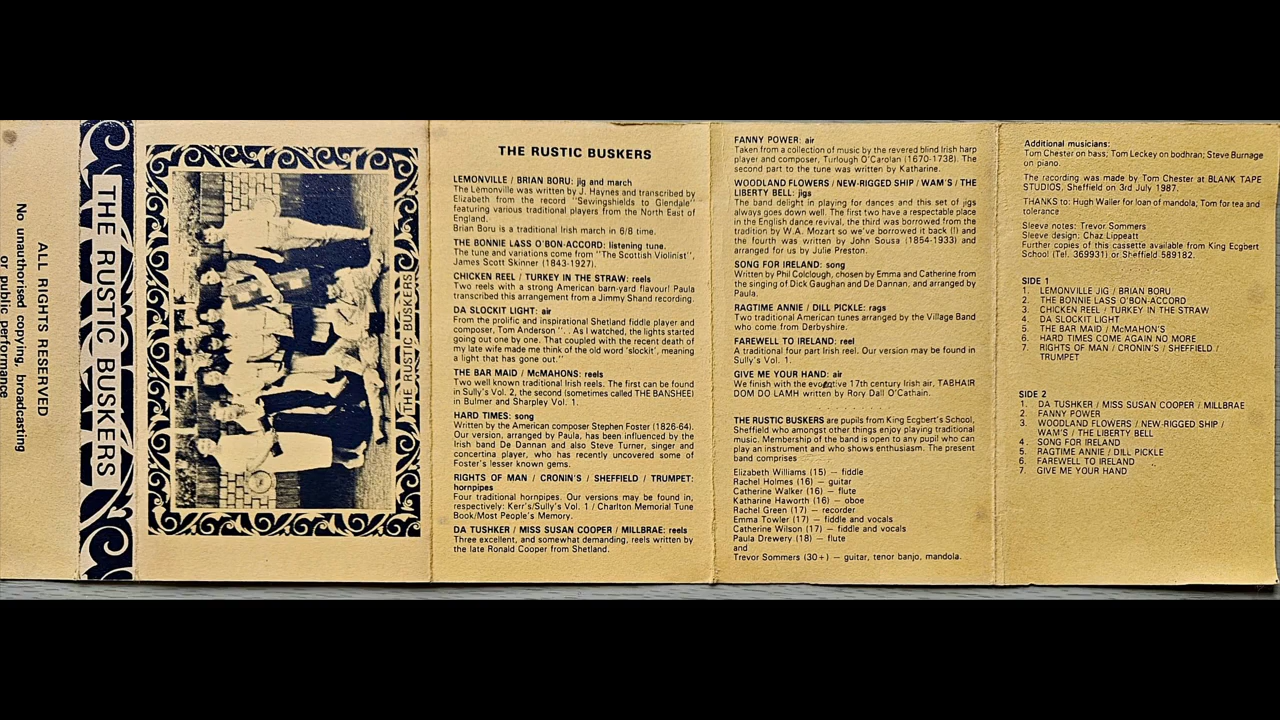 ALL RIGHTS RESERVED
No unauthorised copying, broadcasting
or public performance
THE RUSTIC BUSKERS
THE RUSTIC BUSKERS
THE RUSTIC BUSKERS
LEMONVILLE / BRIAN BORU: jig and march
The Lemonville was written by J. Haynes and transcribed by
Elizabeth from the record "Sewingshields to Glendale"
featuring various traditional players from the North East of
England.
Brian Boru is a traditional Irish march in 6/8 time.
THE BONNIE LASS O'BON-ACCORD: listening tune.
The tune and variations come from "The Scottish Violinist",
James Scott Skinner (1843-1927).
CHICKEN REEL / TURKEY IN THE STRAW: reels
Two reels with a strong American barn-yard flavour! Paula
transcribed this arrangement from a Jimmy Shand recording.
DA SLOCKIT LIGHT: air
From the prolific and inspirational Shetland fiddle player and
composer, Tom Anderson ". . As I watched, the lights started
going out one by one. That coupled with the recent death of
my late wife made me think of the old word 'slockit', meaning
a light that has gone out."
THE BAR MAID / McMAHONS: reels
Two well known traditional Irish reels. The first can be found
in Sully's Vol. 2, the second (sometimes called THE BANSHEE)
in Bulmer and Sharpley Vol. 1.
HARD TIMES: song
Written by the American composer Stephen Foster (1826-64).
Our version, arranged by Paula, has been influenced by the
Irish band De Dannan and also Steve Turner, singer and
concertina player, who has recently uncovered some of
Foster's lesser known gems.
RIGHTS OF MAN / CRONIN'S / SHEFFIELD / TRUMPET:
hornpipes
Four traditional hornpipes. Our versions may be found in,
respectively: Kerr's/Sully's Vol. 1 / Charlton Memorial Tune
Book/Most People's Memory.
DA TUSHKER / MISS SUSAN COOPER / MILLBRAE: reels
Three excellent, and somewhat demanding, reels written by
the late Ronald Cooper from Shetland.
FANNY POWER: air
Taken from a collection of music by the revered blind Irish harp
player and composer, Turlough O'Carolan (1670-1738). The
second part to the tune was written by Katharine.
WOODLAND FLOWERS / NEW-RIGGED SHIP / WAM'S / THE
LIBERTY BELL: jigs
The band delight in playing for dances and this set of jigs
always goes down well. The first two have a respectable place
in the English dance revival, the third was borrowed from the
tradition by W.A. Mozart so we've borrowed it back (!) and
the fourth was written by John Sousa (1854-1933) and
arranged for us by Julie Preston.
SONG FOR IRELAND: song
Written by Phil Colclough, chosen by Emma and Catherine from
the singing of Dick Gaughan and De Dannan, and arranged by
Paula.
RAGTIME ANNIE / DILL PICKLE: rags
Two traditional American tunes arranged by the Village Band
who come from Derbyshire.
FAREWELL TO IRELAND: reel
A traditional four part Irish reel. Our version may be found in
Sully's Vol. 1.
GIVE ME YOUR HAND: air
We finish with the evocative 17th century Irish air, TABHAIR
DOM DO LAMH written by Rory Dall O'Cathain.
THE RUSTIC BUSKERS are pupils from King Ecgbert's School,
Sheffield who amongst other things enjoy playing traditional
music. Membership of the band is open to any pupil who can
play an instrument and who shows enthusiasm. The present
band comprises
Elizabeth Williams (15) — fiddle
Rachel Holmes (16) — guitar
Catherine Walker (16) — flute
Katharine Haworth (16) — oboe
Rachel Green (17) — recorder
Emma Towler (17) — fiddle and vocals
Catherine Wilson (17) — fiddle and vocals
Paula Drewery (18) — flute
and
Trevor Sommers (30+) — guitar, tenor banjo, mandola.
Additional musicians:
Tom Chester on bass; Tom Leckey on bodhran; Steve Burnage
on piano.
The recording was made by Tom Chester at BLANK TAPE
STUDIOS, Sheffield on 3rd July 1987.
THANKS to: Hugh Waller for loan of mandola; Tom for tea and
tolerance
Sleeve notes: Trevor Sommers
Sleeve design: Chaz Lippeatt
Further copies of this cassette available from King Ecgbert
School (Tel. 369931) or Sheffield 589182.
SIDE 1
1. LEMONVILLE JIG / BRIAN BORU
2. THE BONNIE LASS O'BON-ACCORD
3. CHICKEN REEL / TURKEY IN THE STRAW
4. DA SLOCKIT LIGHT
5. THE BAR MAID / McMAHON'S
6. HARD TIMES COME AGAIN NO MORE
7. RIGHTS OF MAN / CRONIN'S / SHEFFIELD /
TRUMPET
SIDE 2
1. DA TUSHKER / MISS SUSAN COOPER / MILLBRAE
2. FANNY POWER
3. WOODLAND FLOWERS / NEW-RIGGED SHIP /
WAM'S / THE LIBERTY BELL
4. SONG FOR IRELAND
5. RAGTIME ANNIE / DILL PICKLE
6. FAREWELL TO IRELAND
7. GIVE ME YOUR HAND